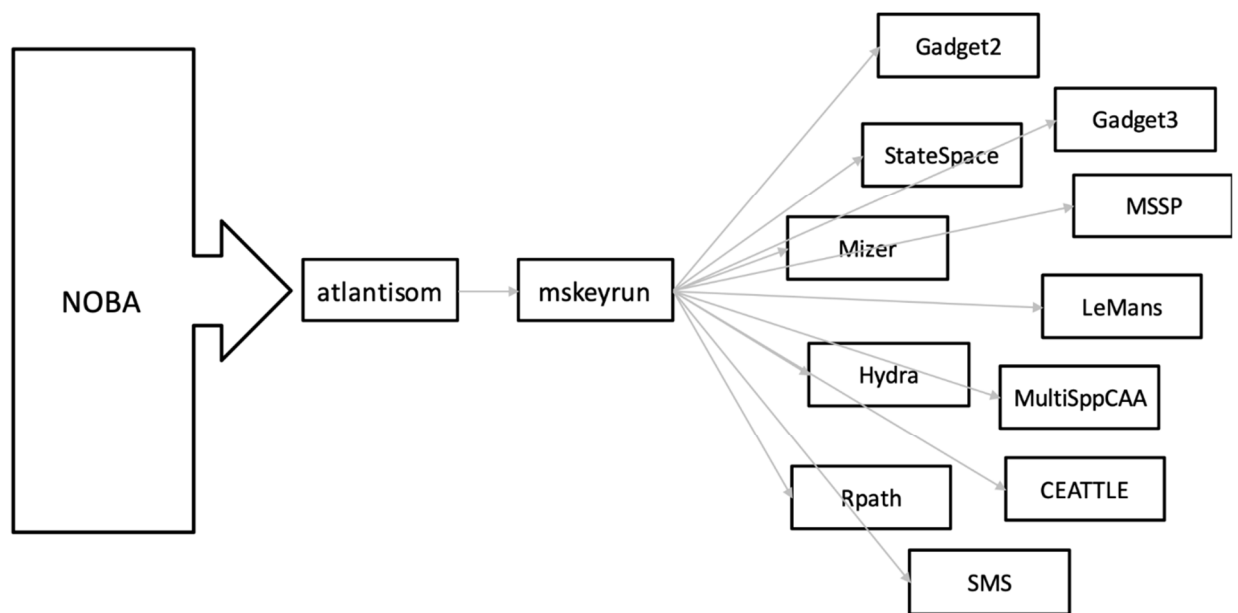 NOBA
atlantisom
mskeyrun
Gadget2
Gadget3
StateSpace
MSSP
Mizer
LeMans
Hydra
MultiSppCAA
CEATTLE
Rpath
SMS